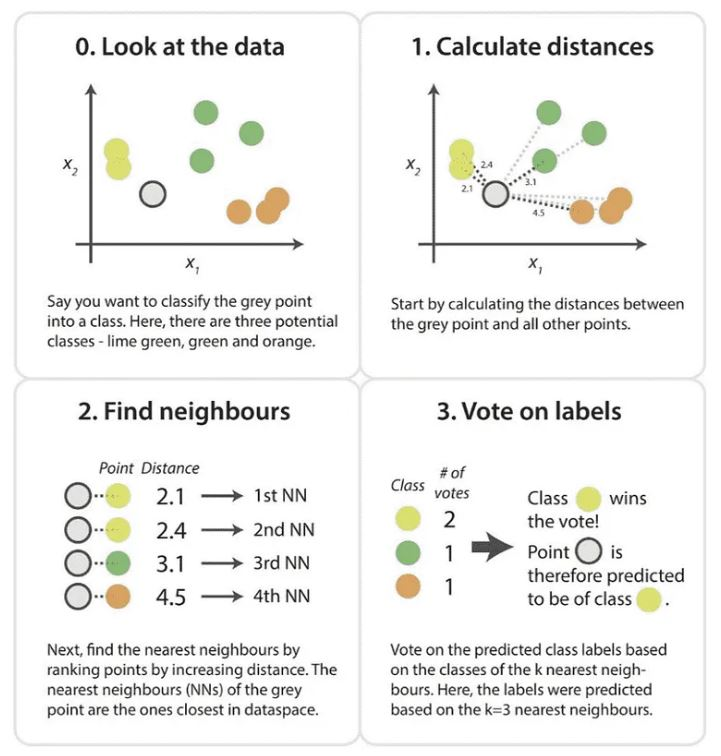 0. Look at the data
x2
x1
Say you want to classify the grey point
into a class. Here, there are three potential
classes - lime green, green and orange.
1. Calculate distances
x2
2.4
2.1
3.1
4.5
x1
Start by calculating the distances between
the grey point and all other points.
2. Find neighbours
Point Distance
2.1 1st NN
2.4 2nd NN
3.1 3rd NN
4.5 4th NN
Next, find the nearest neighbours by
ranking points by increasing distance. The
nearest neighbours (NNs) of the grey
point are the ones closest in dataspace.
3. Vote on labels
Class # of
votes
2
1
1
Class wins
the vote!
Point is
therefore predicted
to be of class .
Vote on the predicted class labels based
on the classes of the k nearest neigh-
bours. Here, the labels were predicted
based on the k=3 nearest neighbours.